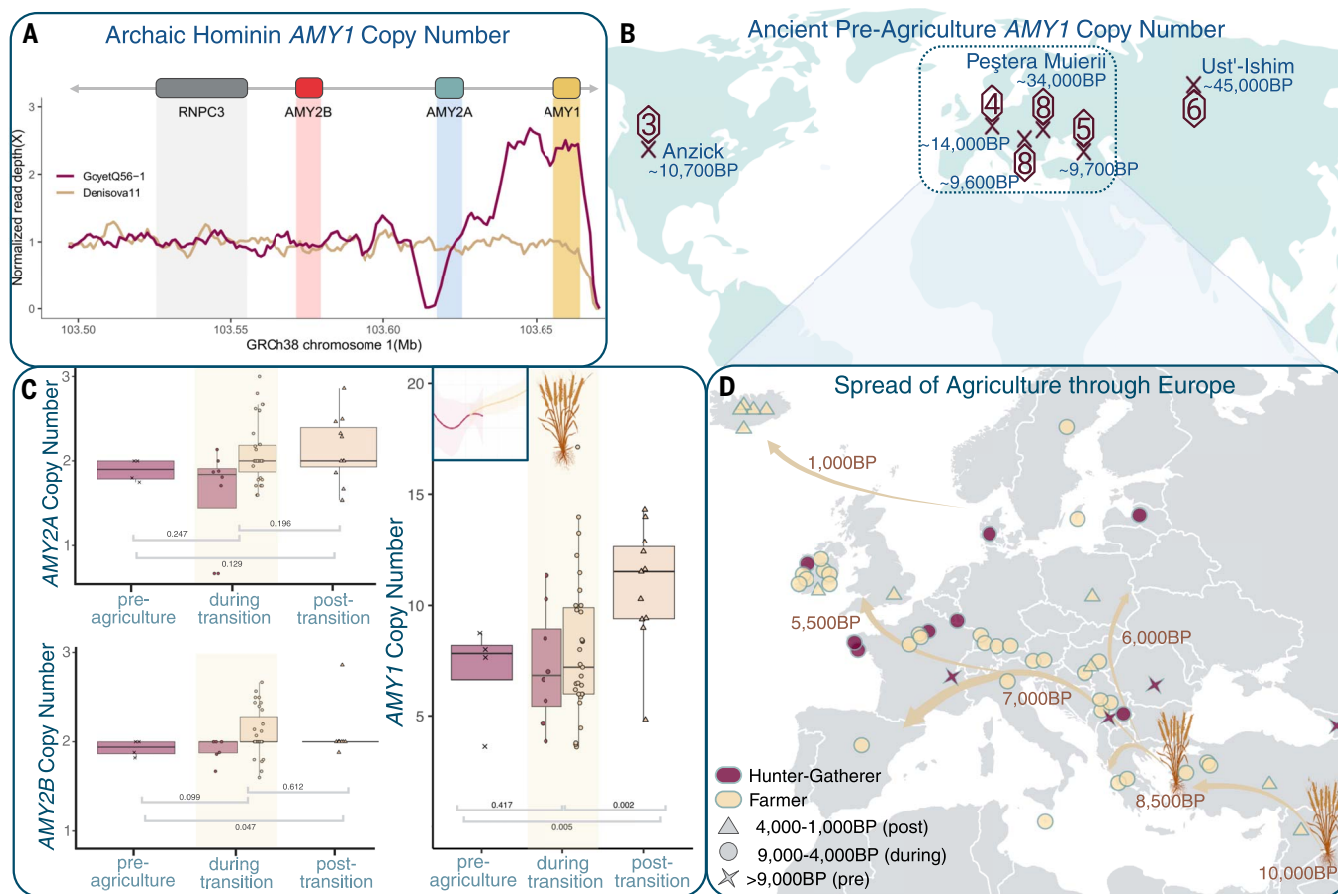 A
Archaic Hominin AMY1 Copy Number
RNPC3
AMY2B
AMY2A
AMY1
Normalized read depth(X)
3
2
1
0
GoyetQ56-1
Denisova11
103.50
103.55
103.60
103.65
GRCh38 chromosome 1(Mb)
B
Ancient Pre-Agriculture AMY1 Copy Number
3
Anzick
~10,700BP
Peştera Muierii
~34,000BP
4
8
5
8
~14,000BP
~9,600BP
~9,700BP
Ust'-Ishim
~45,000BP
6
C
AMY2A Copy Number
3
2
1
0.247
0.196
0.129
pre-
agriculture
during
transition
post-
transition
AMY2B Copy Number
3
2
1
0.099
0.612
0.047
pre-
agriculture
during
transition
post-
transition
AMY1 Copy Number
20
15
10
5
0.417
0.002
0.005
pre-
agriculture
during
transition
post-
transition
D
Spread of Agriculture through Europe
1,000BP
5,500BP
6,000BP
7,000BP
8,500BP
10,000BP
Hunter-Gatherer
Farmer
4,000-1,000BP (post)
9,000-4,000BP (during)
>9,000BP (pre)